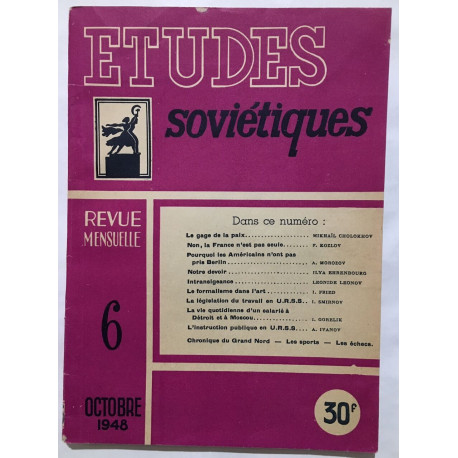 ETUDES
soviétiques
REVUE
MENSUELLE
6
OCTOBRE
1948
Dans ce numéro :
Le gage de la paix..................... MIKHAÏL CHOLOKHOV
Non, la France n'est pas seule....... F. KOZLOV
Pourquoi les Américains n'ont pas
pris Berlin......................... A. MOROZOV
Notre devoir........................... ILYA EHRENBOURG
Intransigeance......................... LEONIDE LEONOV
Le formalisme dans l'art............. I. FRIED
La législation du travail en U.R.S.S.... I. SMIRNOV
La vie quotidienne d'un salarié à
Détroit et à Moscou................. L. GORELIK
L'instruction publique en U.R.S.S.... A. IVANOV
Chronique du Grand Nord — Les sports — Les échecs.
30F